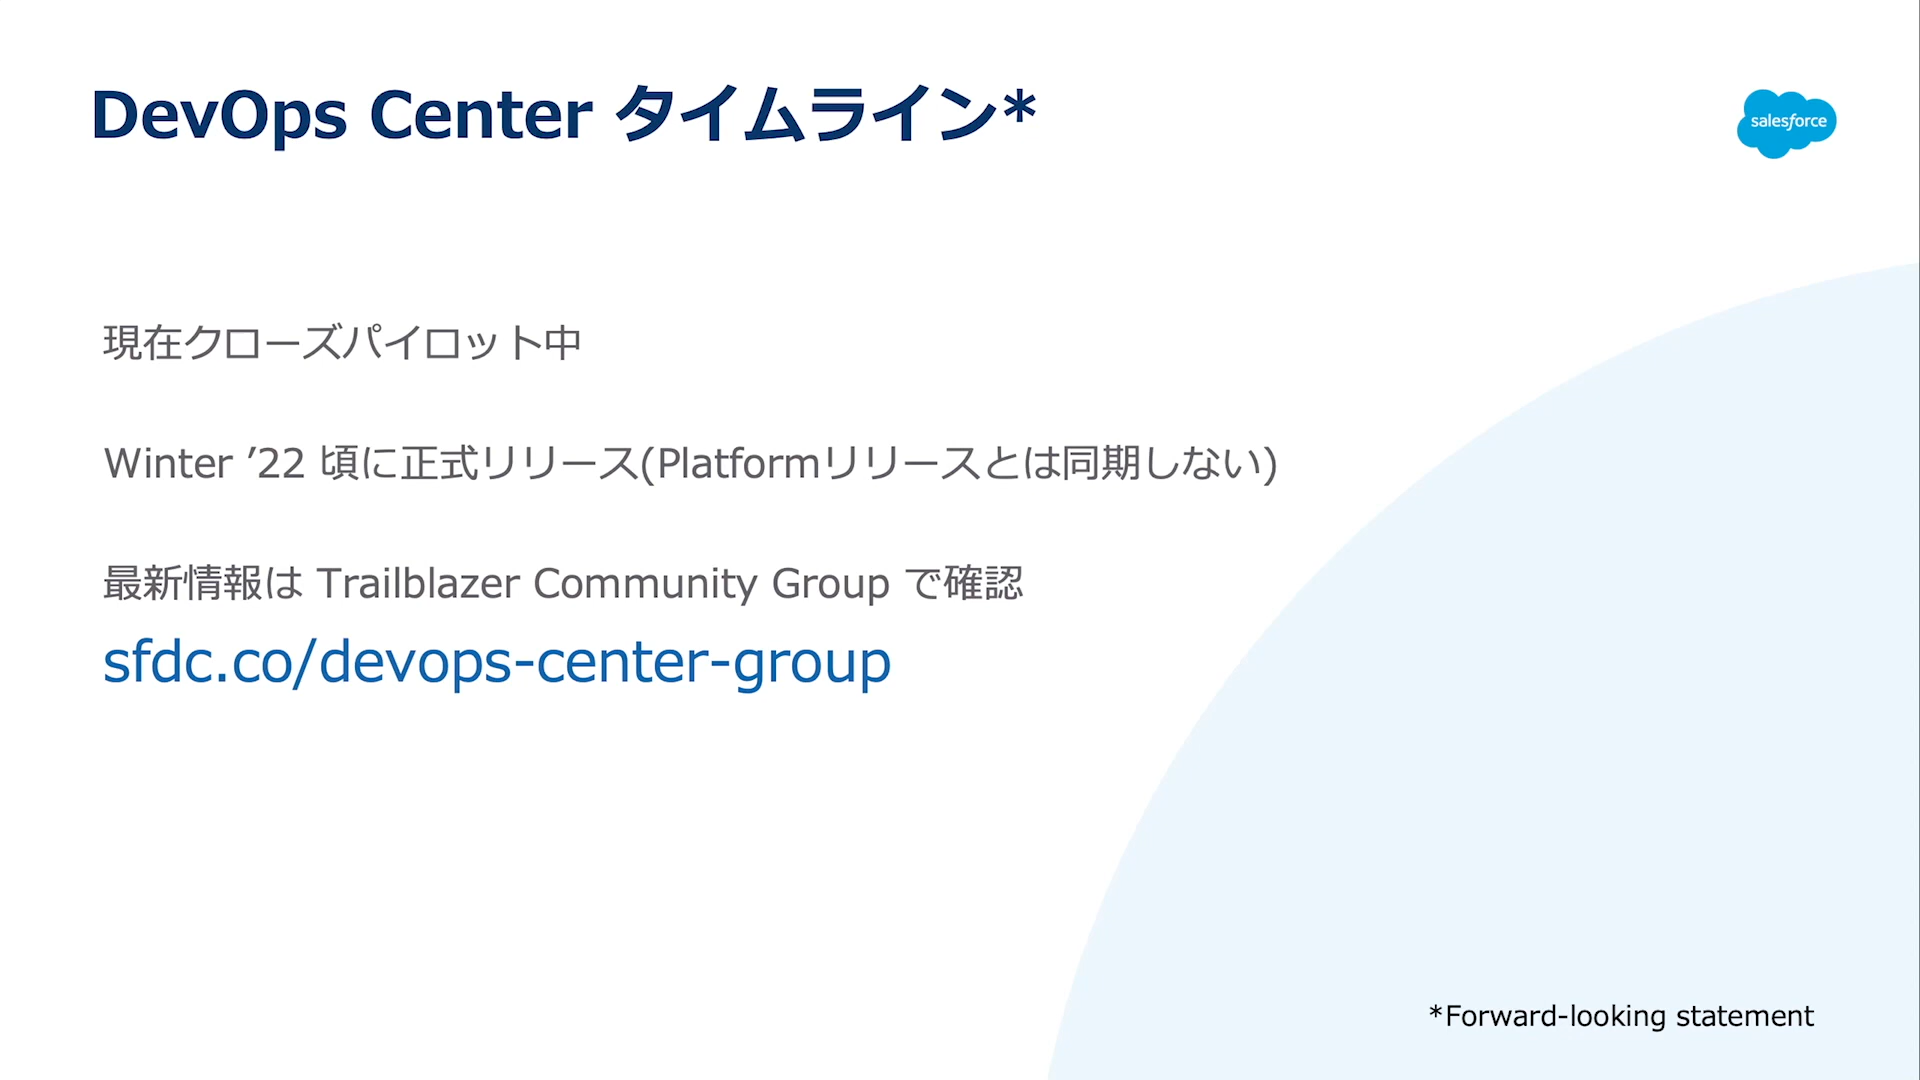 DevOps Center タイムライン*
salesforce
現在クローズパイロット中
Winter ’22 頃に正式リリース(Platformリリースとは同期しない)
最新情報は Trailblazer Community Group で確認
sfdc.co/devops-center-group
*Forward-looking statement